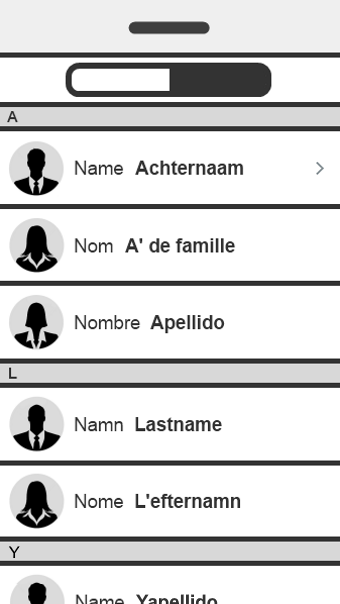 A
Name Achternaam
Nom A' de famille
Nombre Apellido
L
Namn Lastname
Nome L'efternamn
Y
Name Yapellido